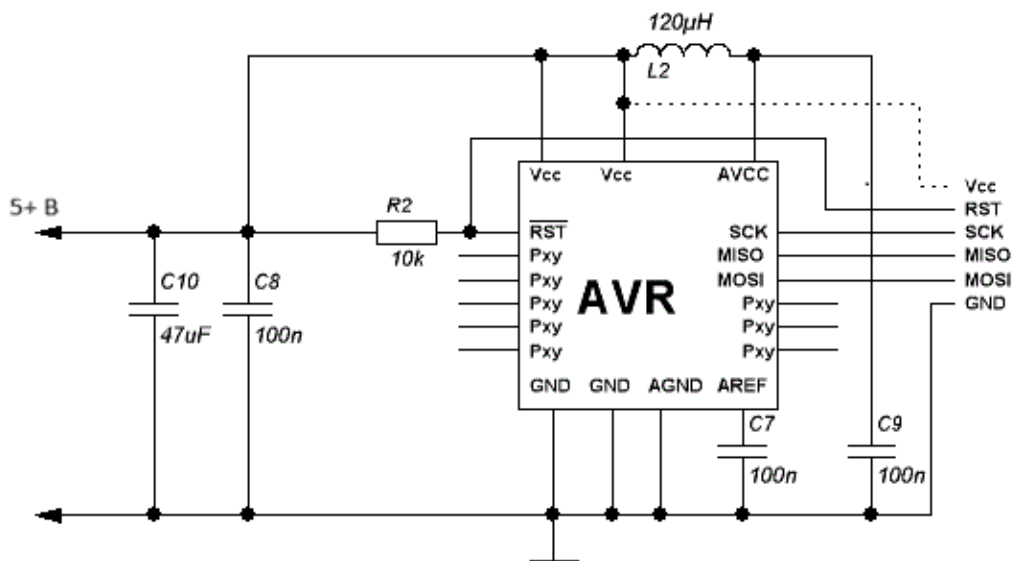 120µH
L2
Vcc Vcc AVCC
Vcc
5+ B
R2
10k
RST
RST SCK
SCK
Pxy MISO
MISO
Pxy MOSI
MOSI
Pxy Pxy
GND
Pxy Pxy
Pxy Pxy
AVR
C10
47uF
C8
100n
GND GND AGND AREF
C7
100n
C9
100n